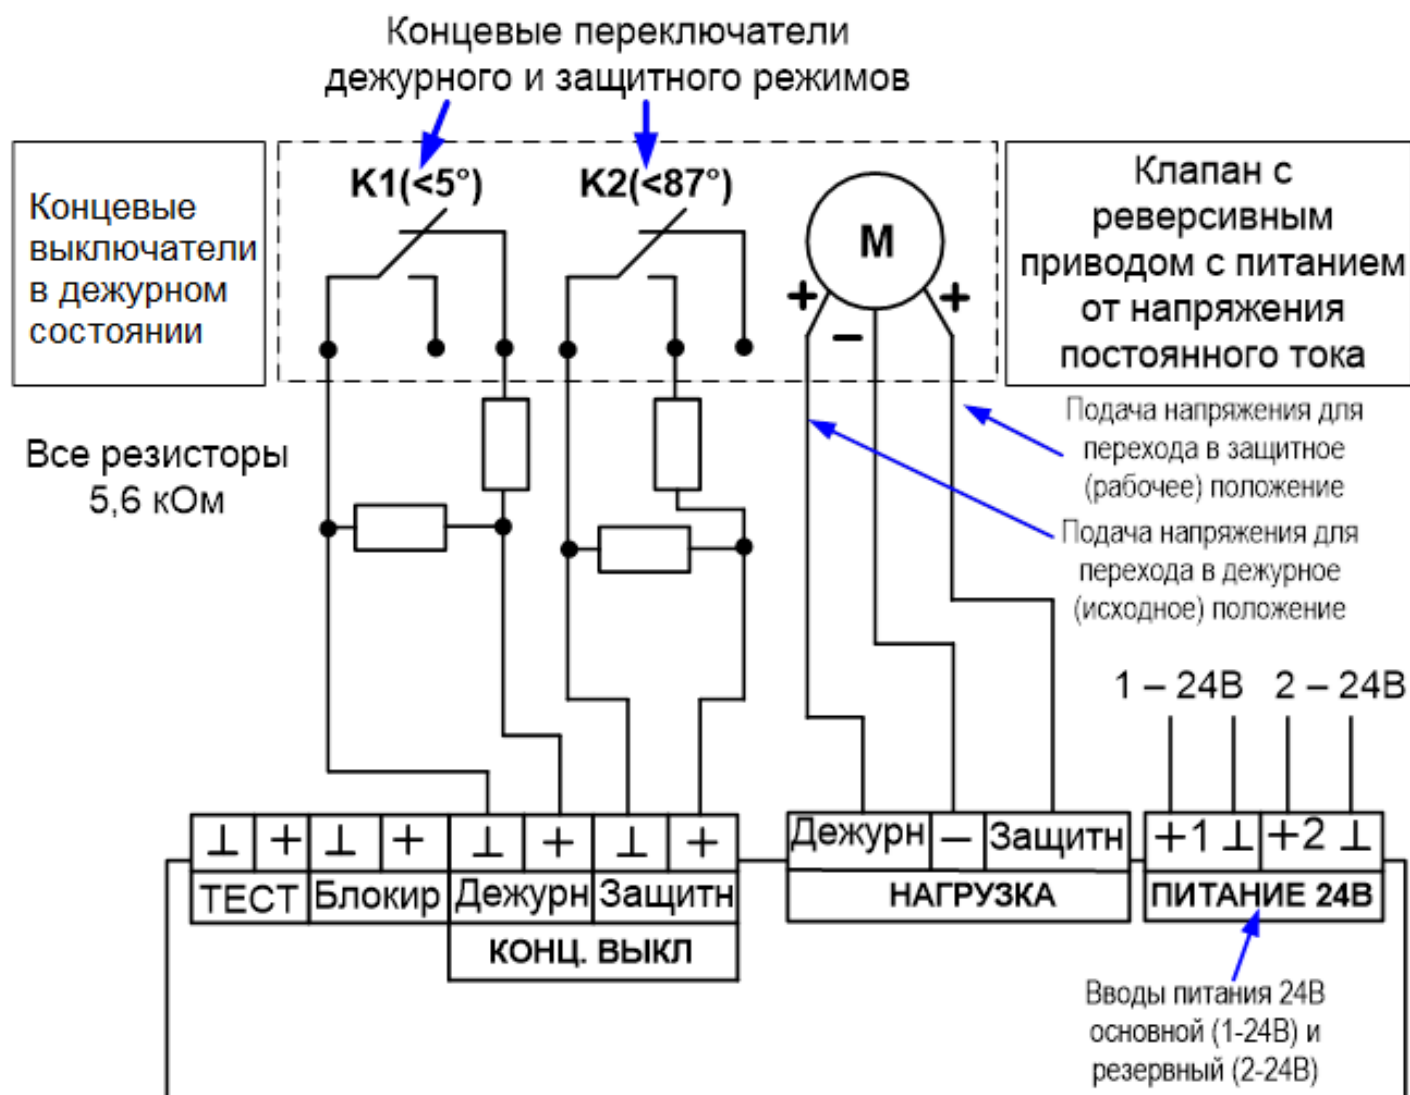 Концевые переключатели
дежурного и защитного режимов
Концевые
выключатели
в дежурном
состоянии
K1(<5°)
K2(<87°)
M
+
−
+
Клапан с
реверсивным
приводом с питанием
от напряжения
постоянного тока
Все резисторы
5,6 кОм
Подача напряжения для
перехода в защитное
(рабочее) положение
Подача напряжения для
перехода в дежурное
(исходное) положение
1 – 24В 2 – 24В
⊥ + ⊥ + ⊥ + ⊥ +
ТЕСТ Блокир Дежурн Защитн
КОНЦ. ВЫКЛ
Дежурн − Защитн
НАГРУЗКА
+1 ⊥ +2 ⊥
ПИТАНИЕ 24В
Вводы питания 24В
основной (1-24В) и
резервный (2-24В)